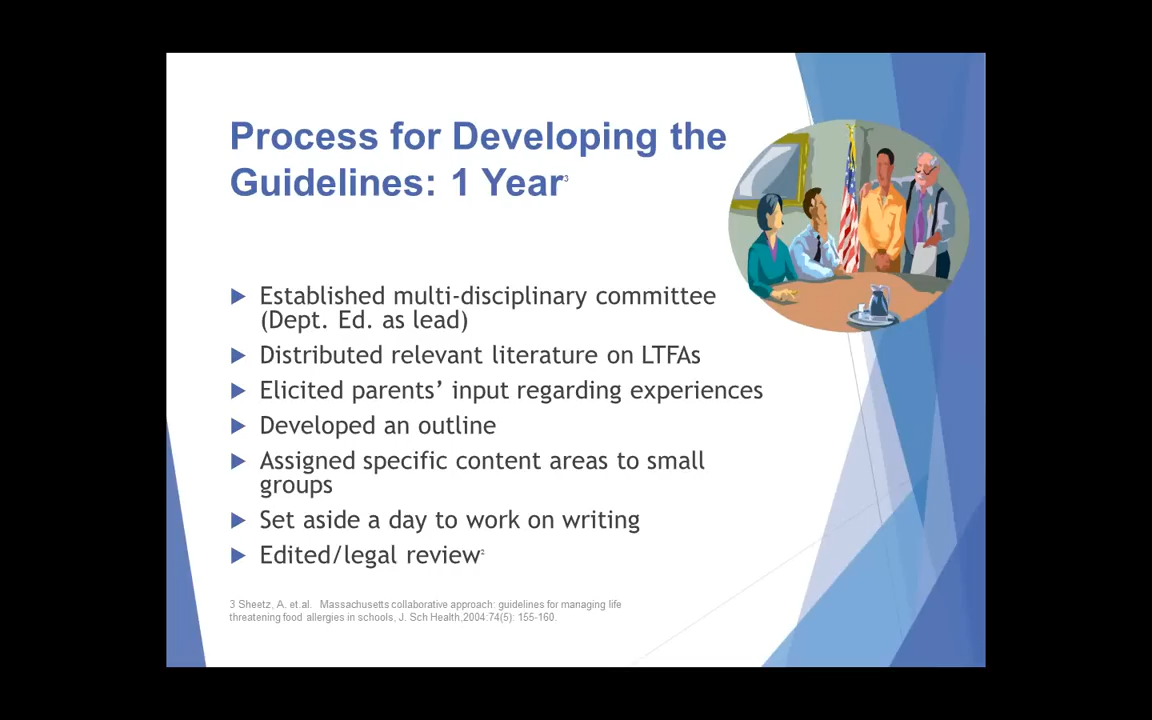 Process for Developing the
Guidelines: 1 Year3
Established multi-disciplinary committee
(Dept. Ed. as lead)
Distributed relevant literature on LTFAs
Elicited parents’ input regarding experiences
Developed an outline
Assigned specific content areas to small
groups
Set aside a day to work on writing
Edited/legal review2
3 Sheetz, A. et.al. Massachusetts collaborative approach: guidelines for managing life
threatening food allergies in schools, J. Sch Health,2004:74(5): 155-160.